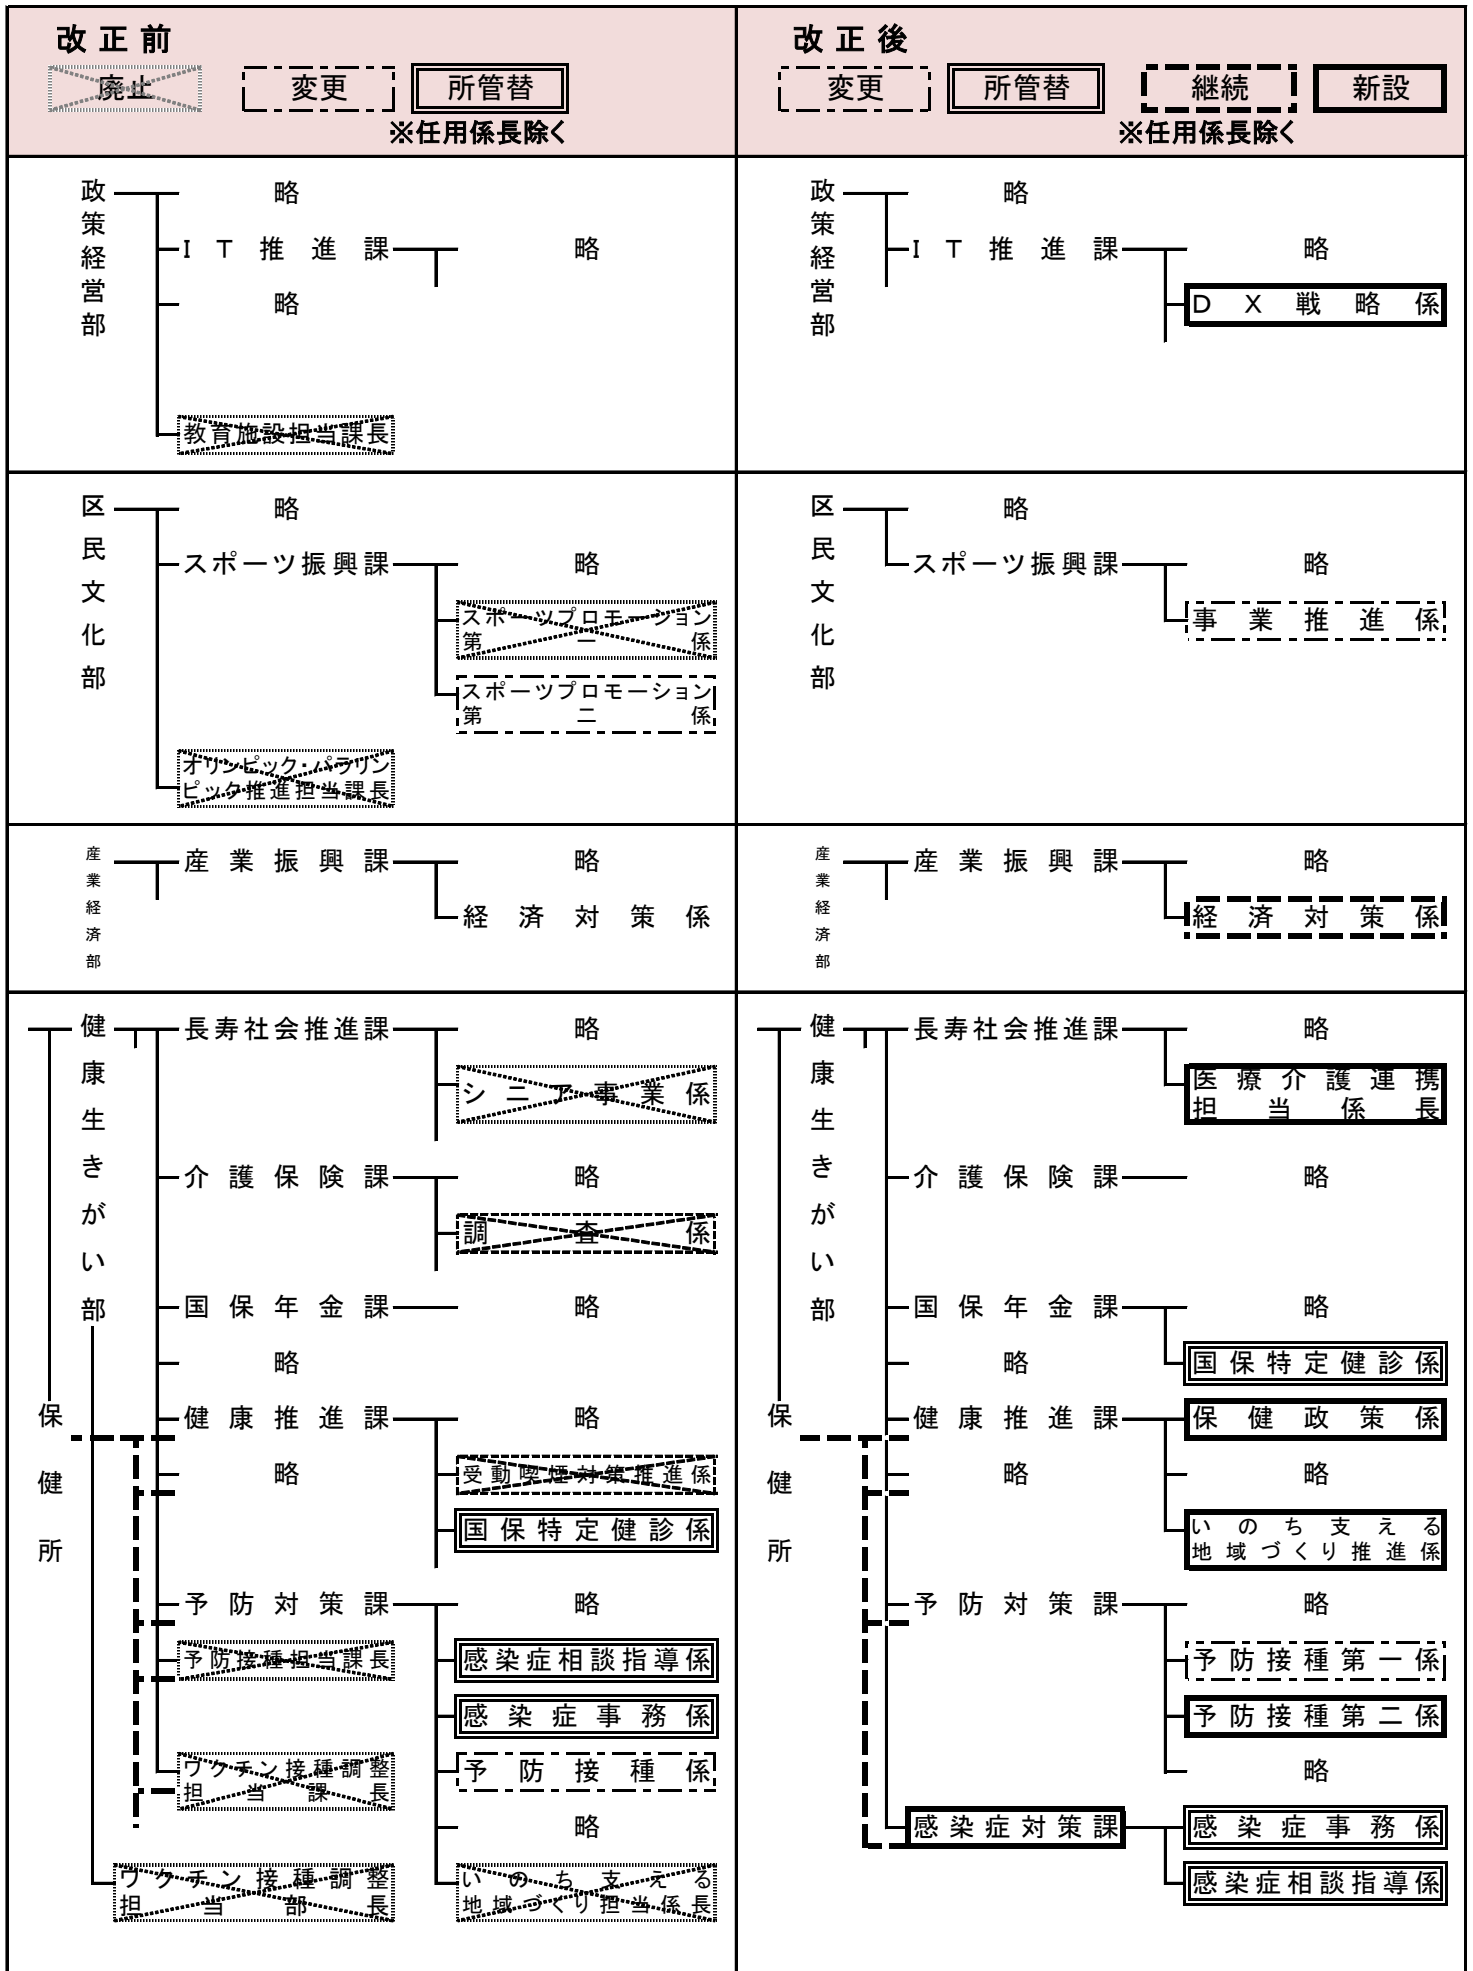 改正前
廃止 変更 所管替
※任用係長除く
政策経営部
略
IT推進課
略
略
教育施設担当課長
区民文化部
略
スポーツ振興課
略
スポーツプロモーション
第一係
スポーツプロモーション
第二係
オリンピック・パラリン
ピック推進担当課長
産業経済部
産業振興課
略
経済対策係
保健所
健康生きがい部
長寿社会推進課
略
シニア事業係
介護保険課
略
調査係
国保年金課
略
略
健康推進課
略
略
受動喫煙対策推進係
国保特定健診係
予防対策課
略
予防接種担当課長
感染症相談指導係
感染症事務係
ワクチン接種調整
担当課長
予防接種係
略
ワクチン接種調整
担当部長
いのち支える
地域づくり担当係長
改正後
変更 所管替 継続 新設
※任用係長除く
政策経営部
略
IT推進課
略
DX戦略係
区民文化部
略
スポーツ振興課
略
事業推進係
産業経済部
産業振興課
略
経済対策係
保健所
健康生きがい部
長寿社会推進課
略
医療介護連携
担当係長
介護保険課
略
国保年金課
略
略
国保特定健診係
健康推進課
保健政策係
略
略
いのち支える
地域づくり推進係
予防対策課
略
予防接種第一係
予防接種第二係
略
感染症対策課
感染症事務係
感染症相談指導係